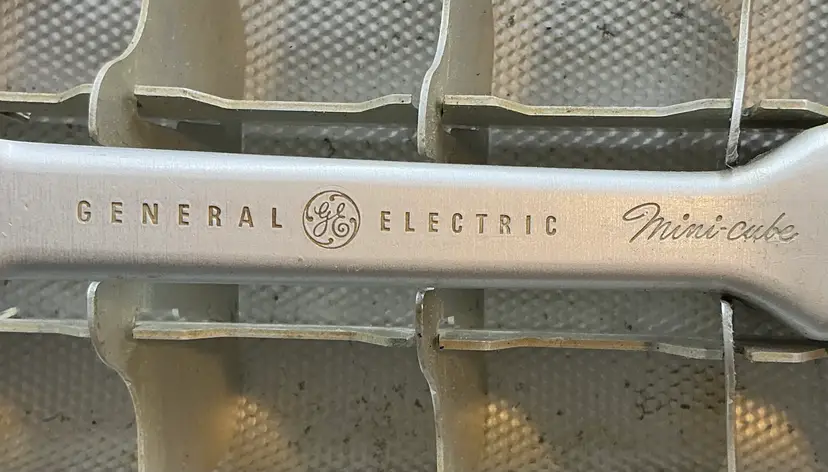 GENERAL GE ELECTRIC Mini-cube